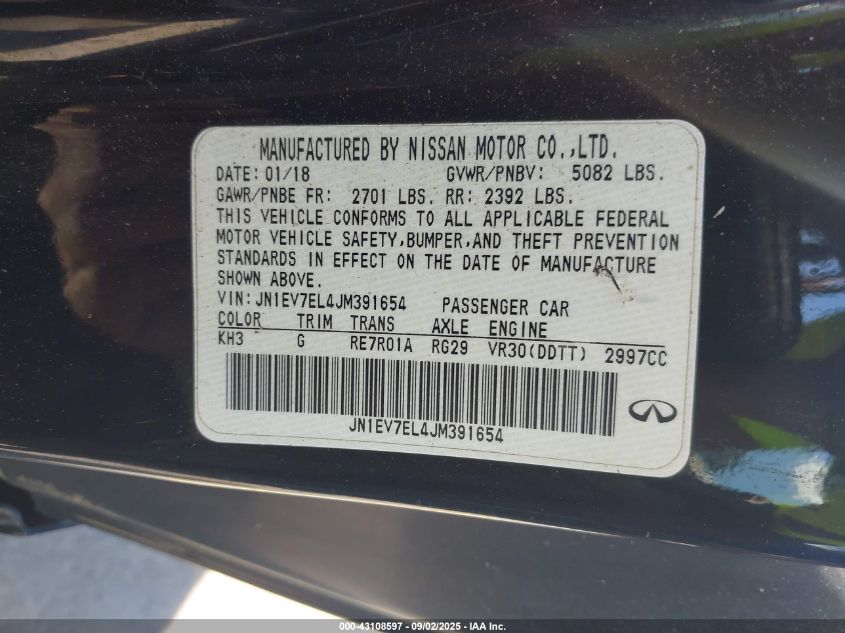 MANUFACTURED BY NISSAN MOTOR CO.,LTD.
DATE: 01/18 GVWR/PNBV: 5082 LBS.
GAWR/PNBE FR: 2701 LBS. RR: 2392 LBS.
THIS VEHICLE CONFORMS TO ALL APPLICABLE FEDERAL
MOTOR VEHICLE SAFETY,BUMPER,AND THEFT PREVENTION
STANDARDS IN EFFECT ON THE DATE OF MANUFACTURE
SHOWN ABOVE.
VIN:JN1EV7EL4JM391654 PASSENGER CAR
COLOR TRIM TRANS AXLE ENGINE
KH3 G RE7R01A RG29 VR30(DDTT) 2997CC
JN1EV7EL4JM391654
000-43108597 - 09/02/2025 - IAA Inc.